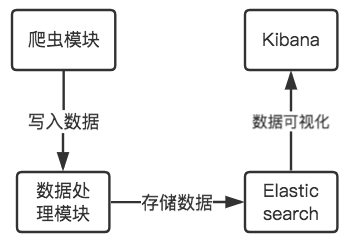 爬虫模块
Kibana
写入数据
数据可视化
数据处
理模块
存储数据
Elastic
search